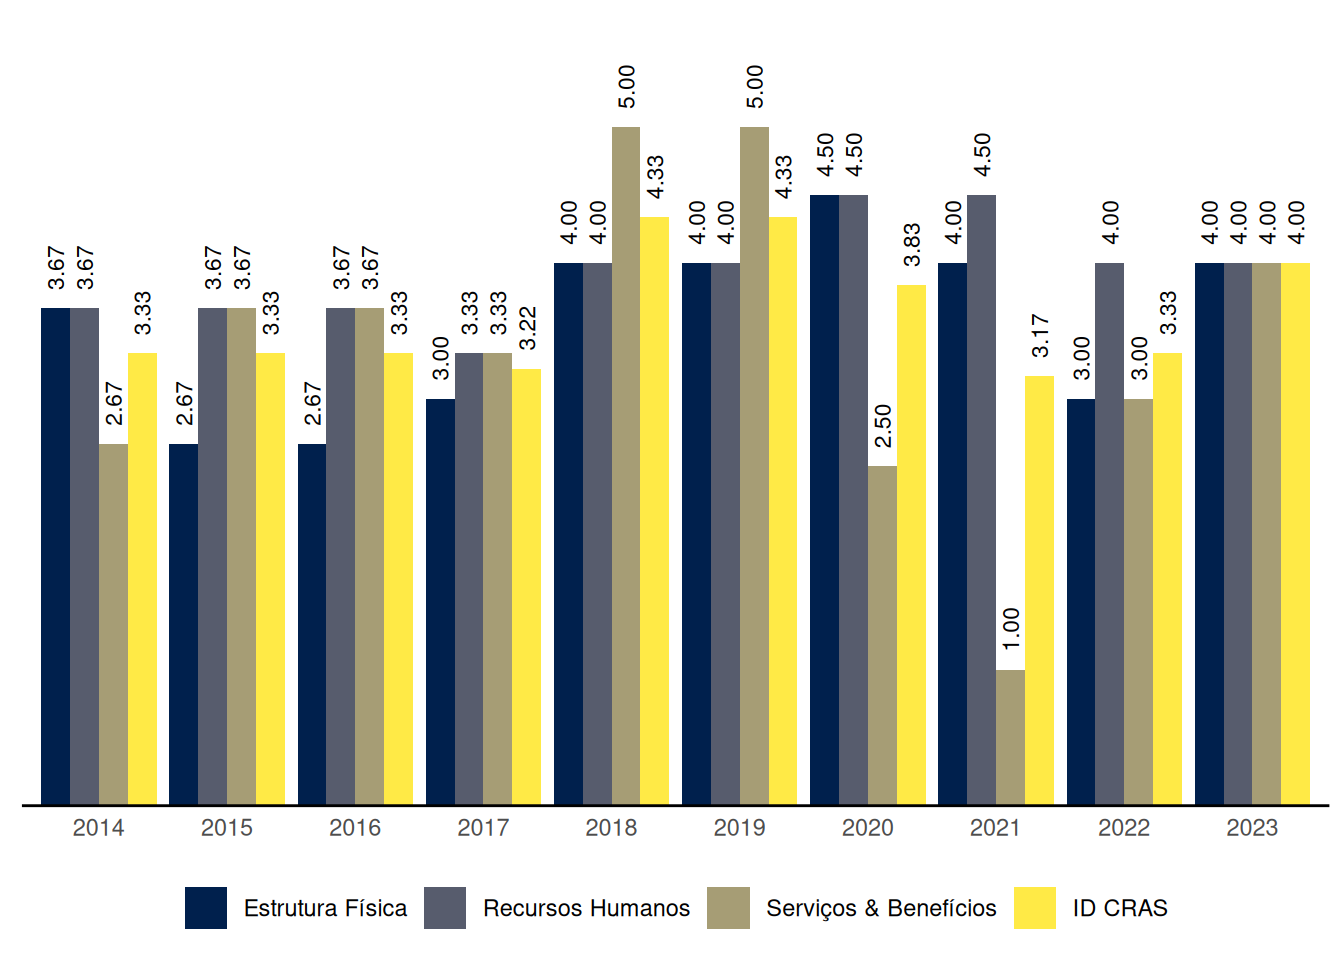 3.67 3.67 2.67 3.33 2.67 3.67 3.67 3.33 2.67 3.67 3.67 3.33 3.00 3.33 3.33 3.22 4.00 4.00 5.00 4.33 4.00 4.00 5.00 4.33 4.50 4.50 2.50 3.83 4.00 4.50 1.00 3.17 3.00 4.00 3.00 3.33 4.00 4.00 4.00 4.00
2014 2015 2016 2017 2018 2019 2020 2021 2022 2023
Estrutura Física Recursos Humanos Serviços & Benefícios ID CRAS